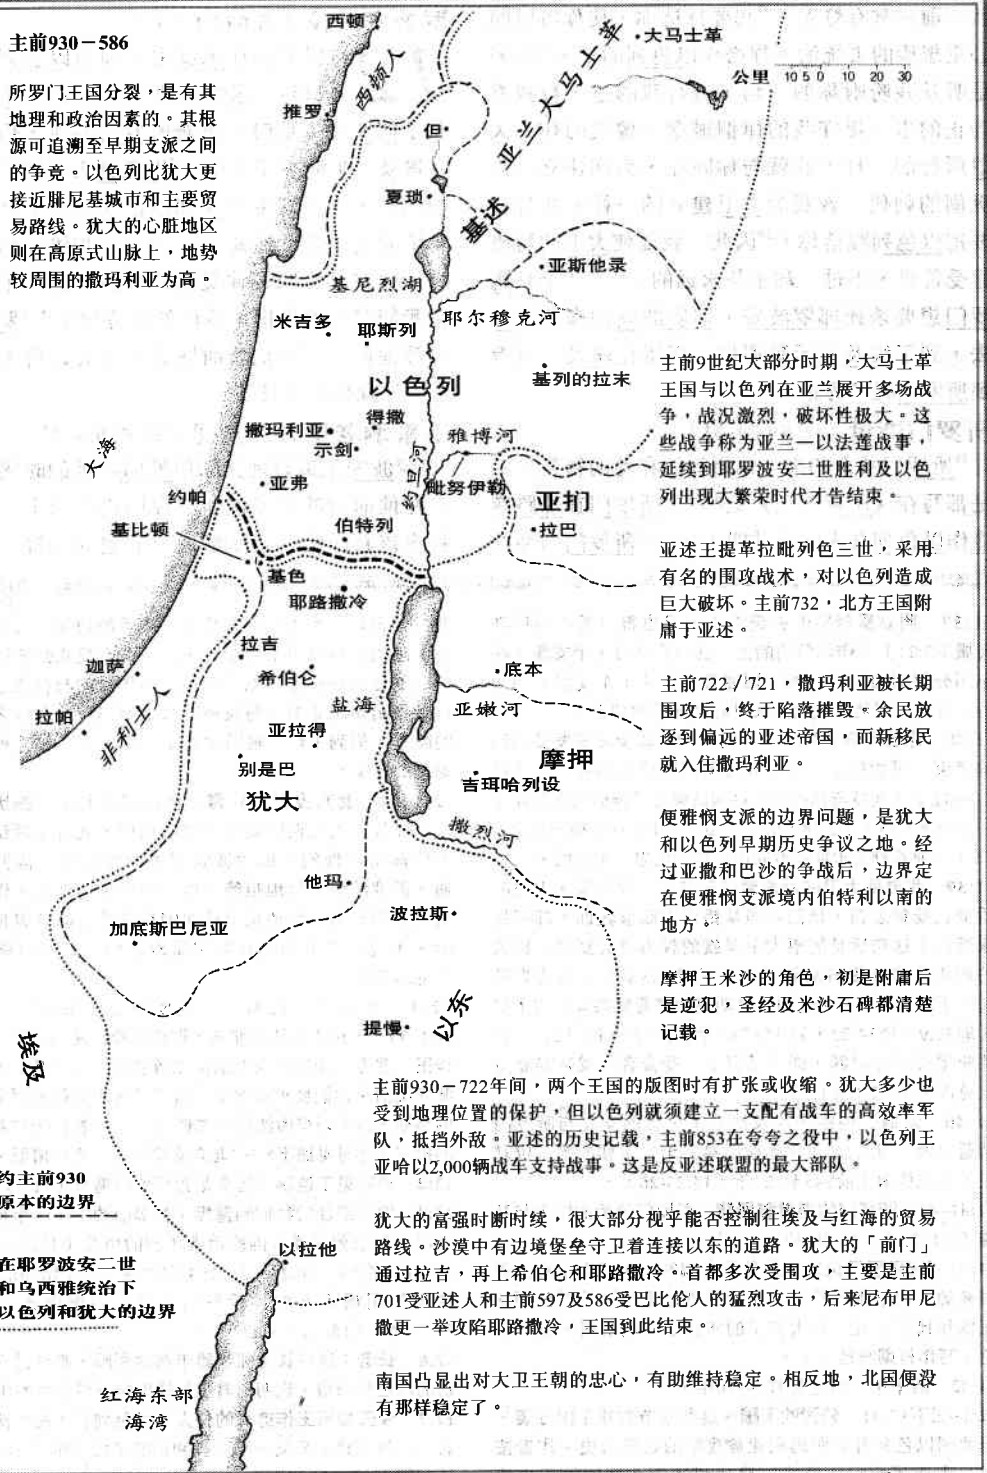 主前930－586
所罗门王国分裂，是有其
地理和政治因素的。其根
源可追溯至早期支派之间
的争竞。以色列比犹大更
接近腓尼基城市和主要贸
易路线。犹大的心脏地区
则在高原式山脉上，地势
较周围的撒玛利亚为高。
西顿
西顿人
推罗
大马士革
亚兰大马士革
公里 10 5 0 10 20 30
但
夏琐
基述
亚斯他录
基尼烈湖
耶尔穆克河
米吉多
耶斯列
基列的拉末
以色列
得撒
撒玛利亚
示剑
雅博河
大海
约旦河
毗努伊勒
亚扪
亚弗
约帕
拉巴
基比顿
伯特列
基色
耶路撒冷
拉吉
迦萨
希伯仑
底本
非利士人
盐海
拉帕
亚嫩河
亚拉得
别是巴
摩押
吉珥哈列设
犹大
撒烈河
他玛
波拉斯
加底斯巴尼亚
以东
提慢
埃及
以拉他
红海东部
海湾
主前9世纪大部分时期，大马士革
王国与以色列在亚兰展开多场战
争，战况激烈，破坏性极大。这
些战争称为亚兰—以法莲战事，
延续到耶罗波安二世胜利及以色
列出现大繁荣时代才告结束。
亚述王提革拉毗列色三世，采用
有名的围攻战术，对以色列造成
巨大破坏。主前732，北方王国附
庸于亚述。
主前722/721，撒玛利亚被长期
围攻后，终于陷落摧毁。余民放
逐到偏远的亚述帝国，而新移民
就入住撒玛利亚。
便雅悯支派的边界问题，是犹大
和以色列早期历史争议之地。经
过亚撒和巴沙的争战后，边界定
在便雅悯支派境内伯特利以南的
地方。
摩押王米沙的角色，初是附庸后
是逆犯，圣经及米沙石碑都清楚
记载。
主前930－722年间，两个王国的版图时有扩张或收缩。犹大多少也
受到地理位置的保护，但以色列就须建立一支配有战车的高效率军
队，抵挡外敌。亚述的历史记载，主前853在夸夸之役中，以色列王
亚哈以2,000辆战车支持战事。这是反亚述联盟的最大部队。
犹大的富强时断时续，很大部分视乎能否控制往埃及与红海的贸易
路线。沙漠中有边境堡垒守卫着连接以东的道路。犹大的「前门」
通过拉吉，再上希伯仑和耶路撒冷。首都多次受围攻，主要是主前
701受亚述人和主前597及586受巴比伦人的猛烈攻击，后来尼布甲尼
撒更一举攻陷耶路撒冷，王国到此结束。
南国凸显出对大卫王朝的忠心，有助维持稳定。相反地，北国便没
有那样稳定了。
约主前930
原本的边界
在耶罗波安二世
和乌西雅统治下
以色列和犹大的边界